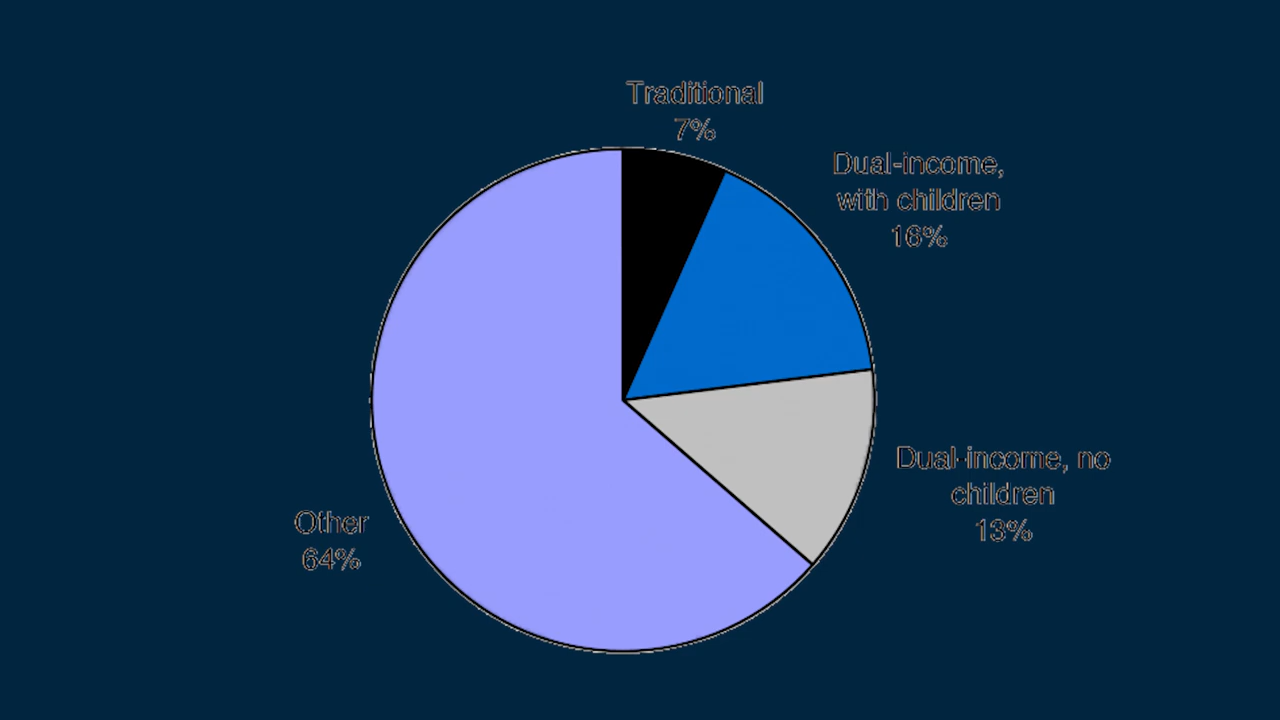 Traditional
7%
Dual-income,
with children
16%
Dual-income, no
children
13%
Other
64%